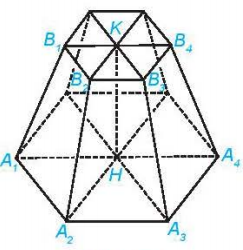 K
B₁ B₄
B₂ B₃
A₁ H A₄
A₂ A₃